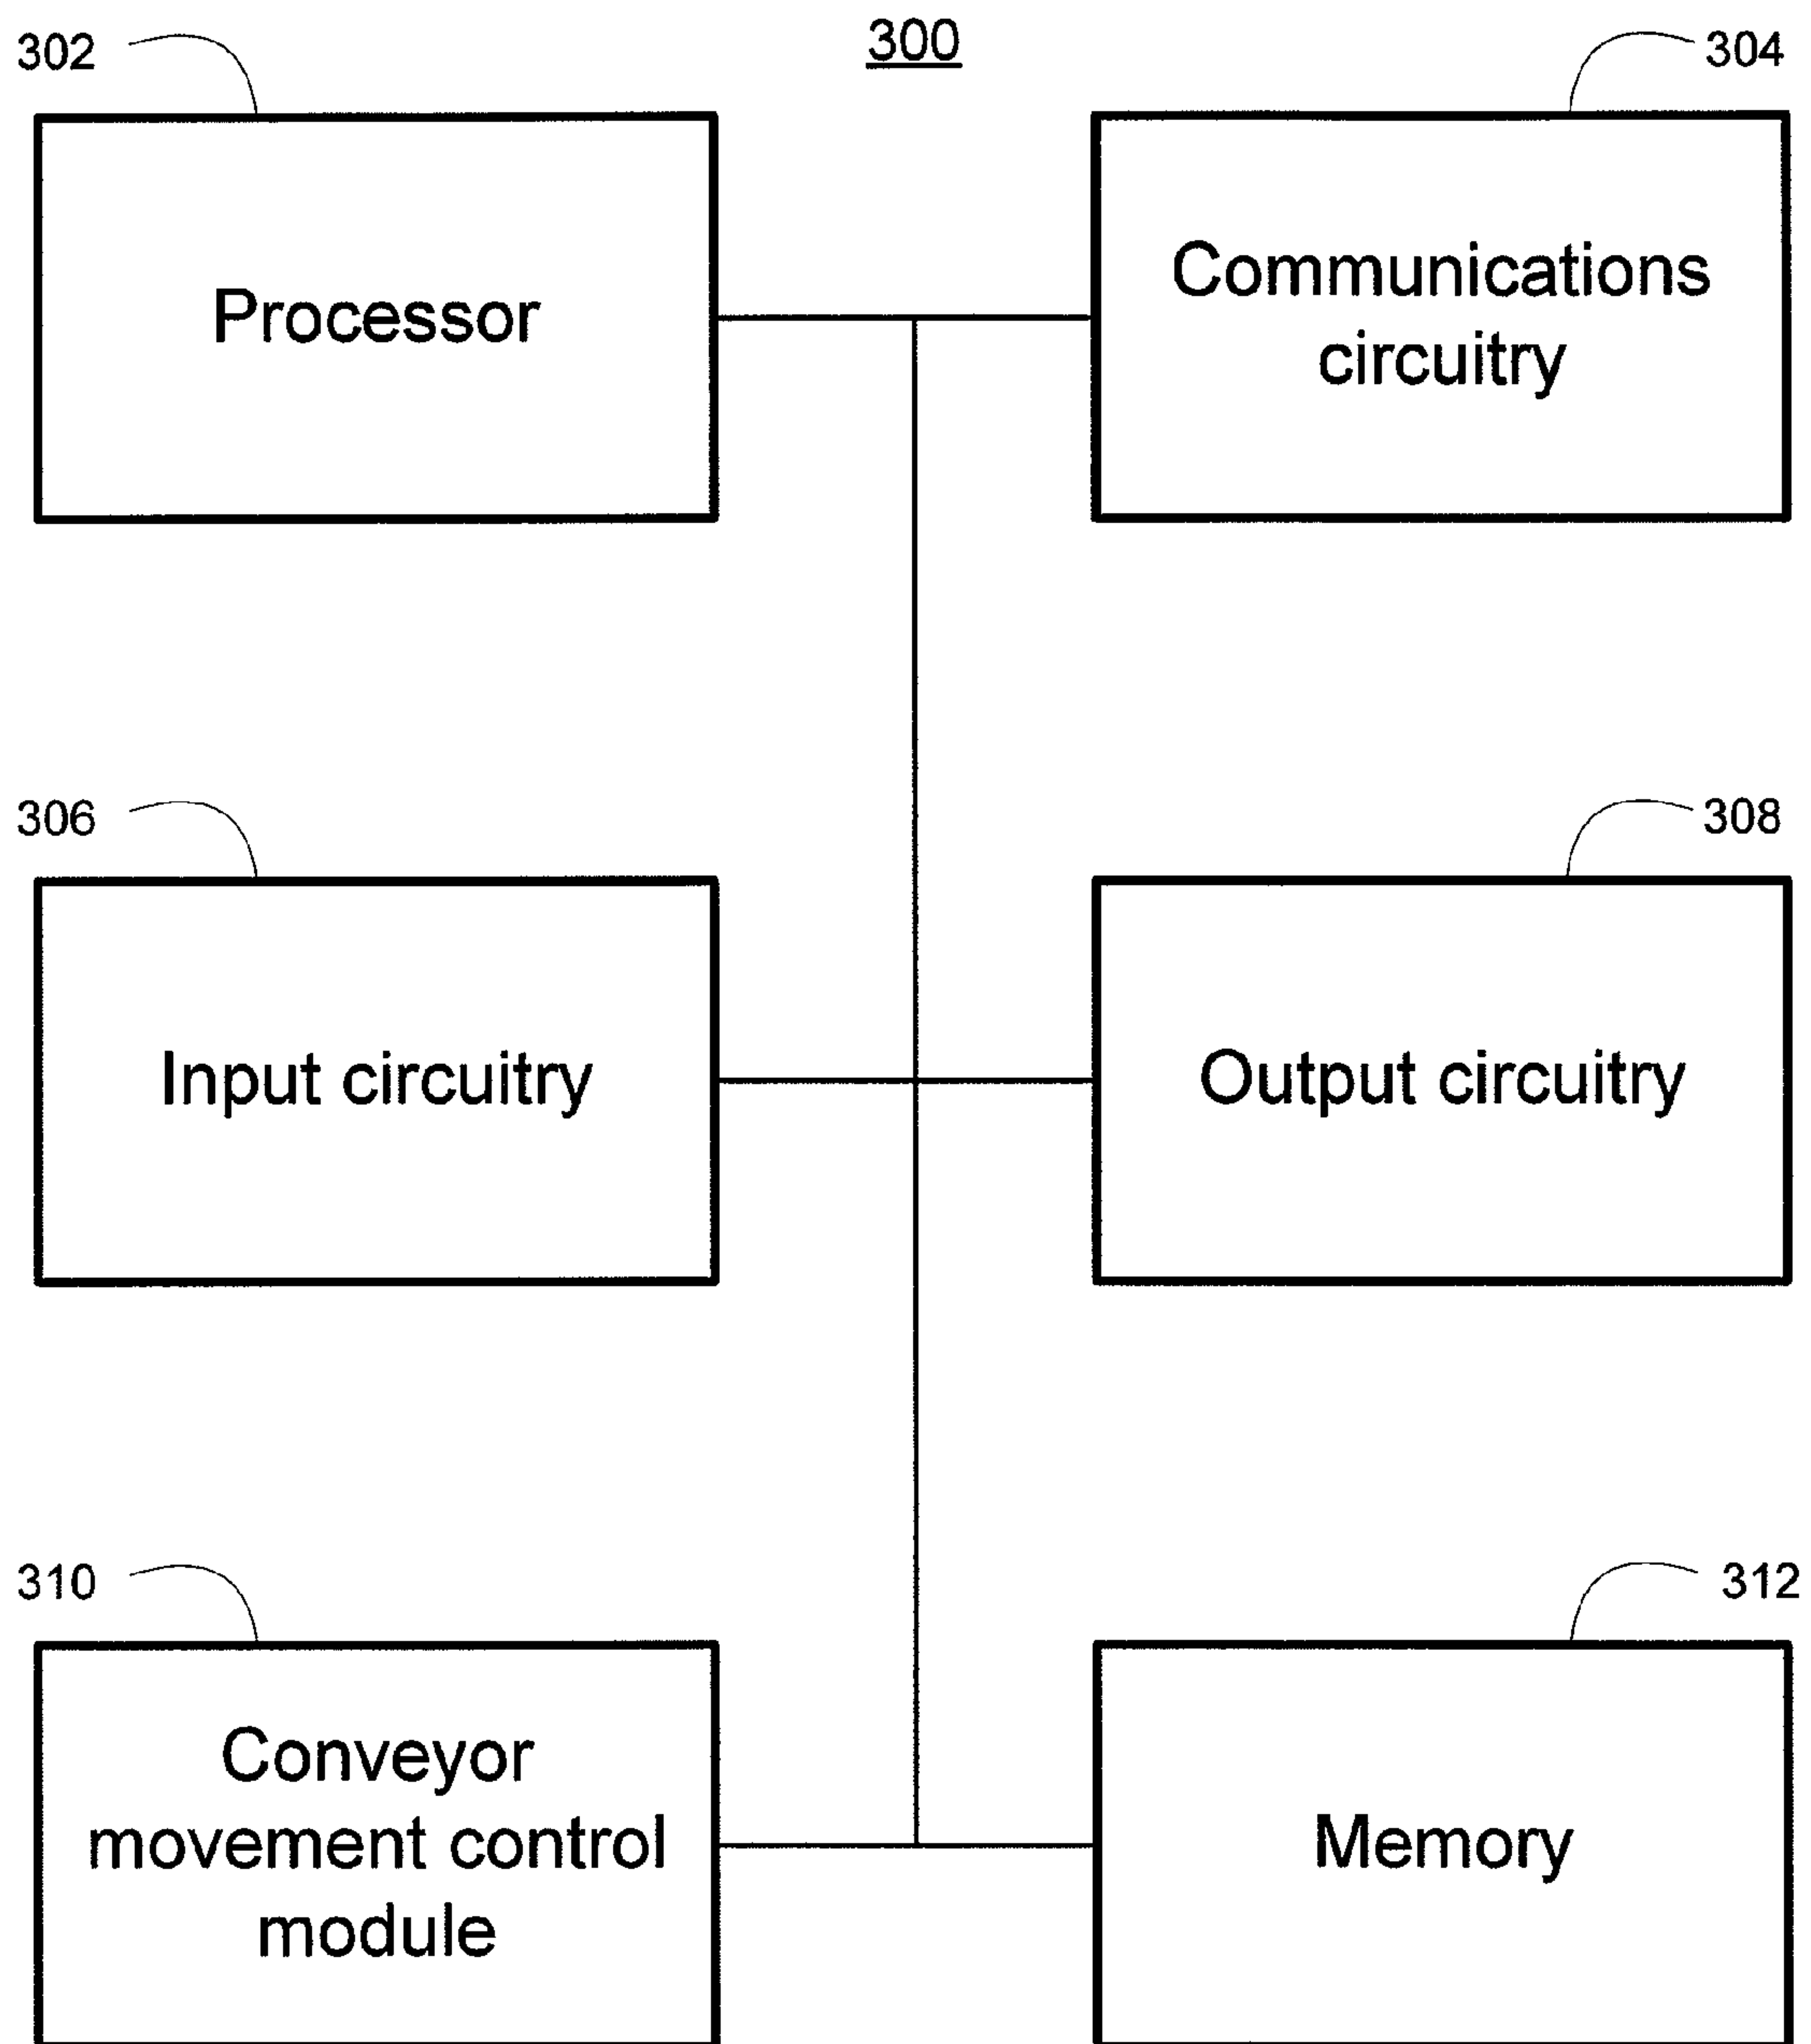 302
300
304
Processor
Communications
circuitry
306
308
Input circuitry
Output circuitry
310
312
Conveyor
movement control
module
Memory